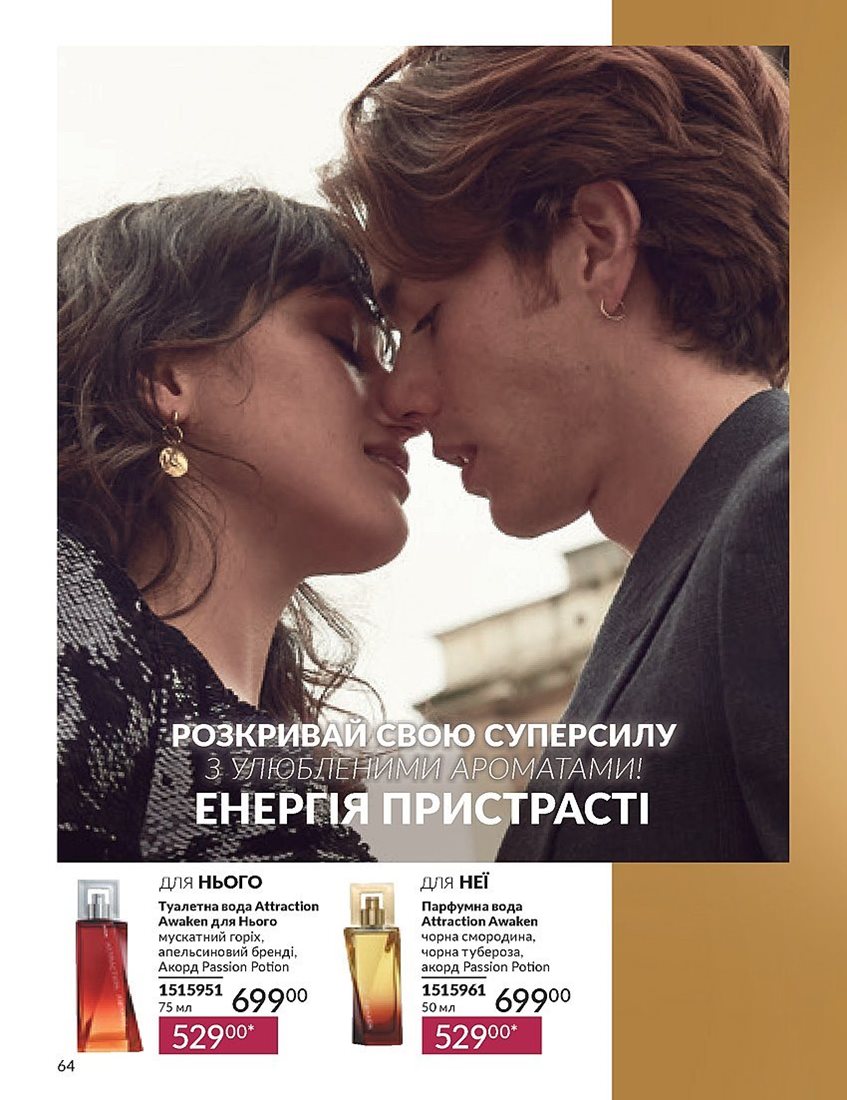 РОЗКРИВАЙ СВОЮ СУПЕРСИЛУ
З УЛЮБЛЕНИМИ АРОМАТАМИ!
ЕНЕРГІЯ ПРИСТРАСТІ
ДЛЯ НЬОГО
Туалетна вода Attraction
Awaken для Нього
мускатний горіх,
апельсиновий бренді,
Акорд Passion Potion
1515951
75 мл
69900
52900*
ДЛЯ НЕЇ
Парфумна вода
Attraction Awaken
чорна смородина,
чорна тубероза,
акорд Passion Potion
1515961
50 мл
69900
52900*
64